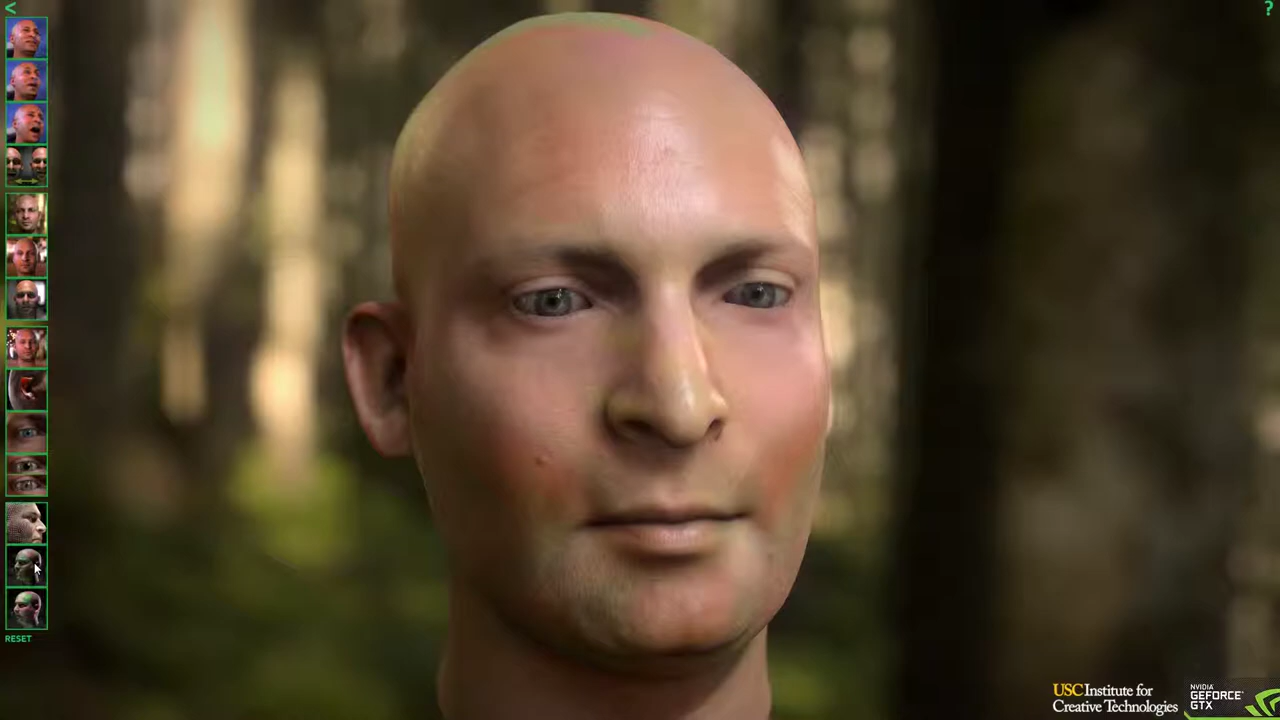 <
?
RESET
USC Institute for
Creative Technologies
NVIDIA
GEFORCE
GTX